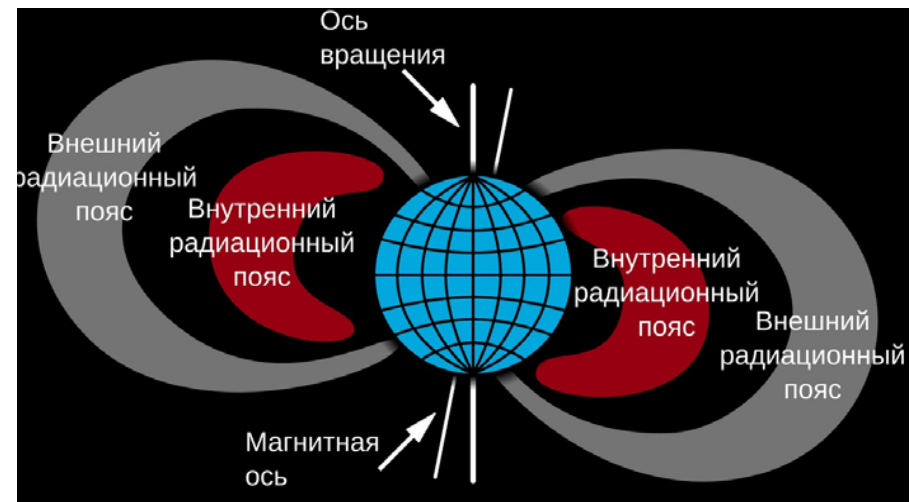 Ось
вращения
Внешний
радиационный
пояс
Внутренний
радиационный
пояс
Внутренний
радиационный
пояс
Внешний
радиационный
пояс
Магнитная
ось